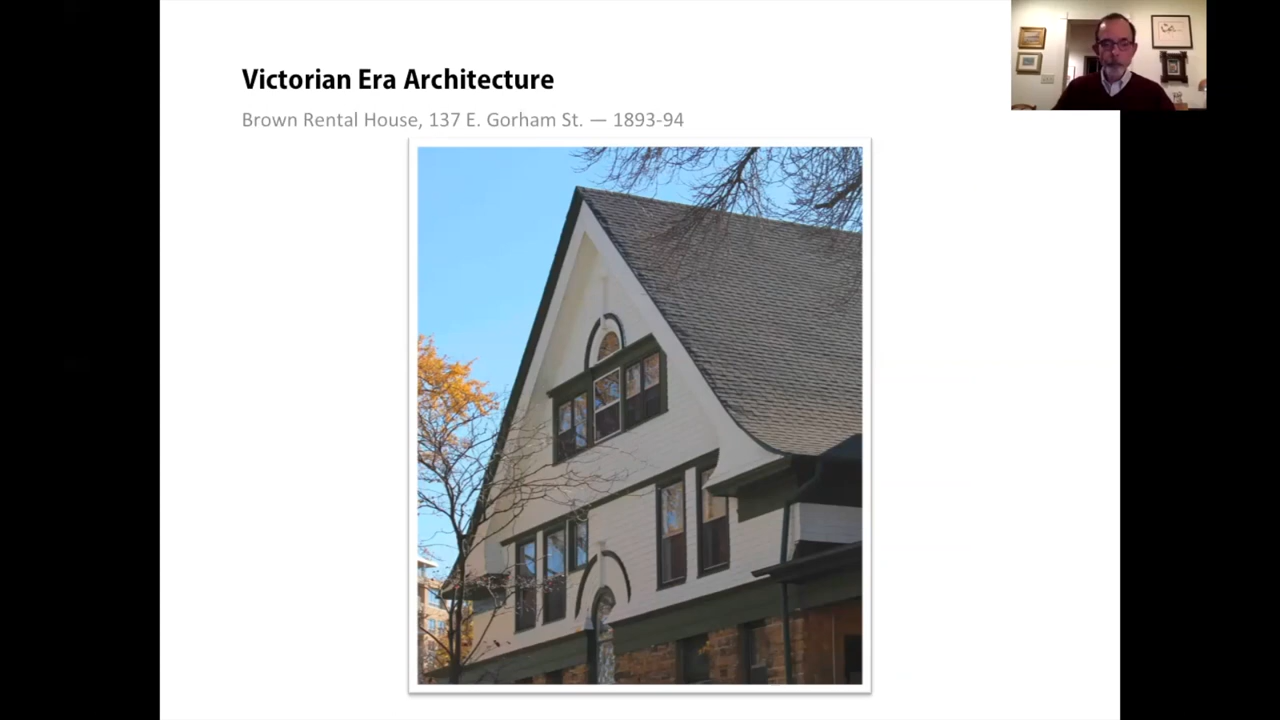 Victorian Era Architecture
Brown Rental House, 137 E. Gorham St. — 1893-94